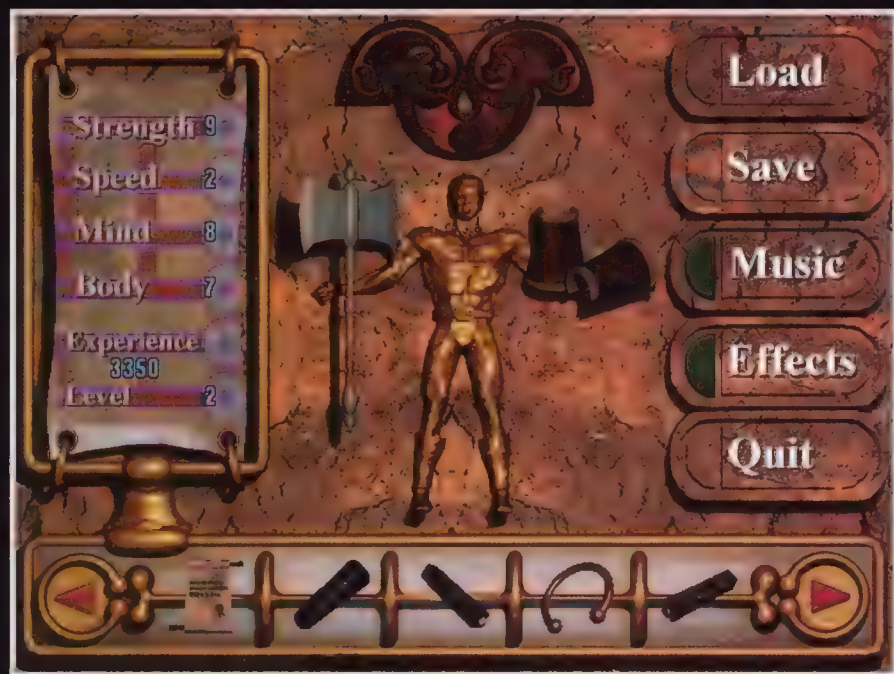 Strength 9
Speed 2
Mind 8
Body 7
Experience
3350
Level 2
Load
Save
Music
Effects
Quit